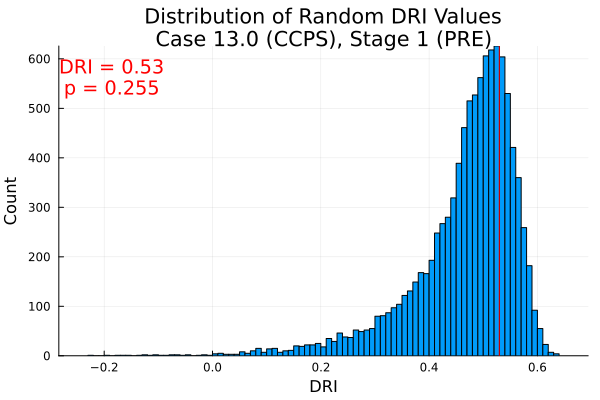 Distribution of Random DRI Values
Case 13.0 (CCPS), Stage 1 (PRE)
DRI = 0.53
p = 0.255
600
500
400
300
200
100
0
Count
−0.2
0.0
0.2
0.4
0.6
DRI